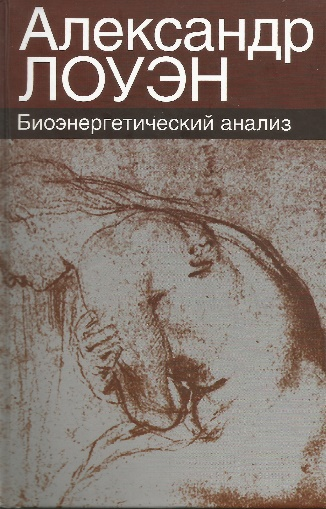 Александр
ЛОУЭН
Биоэнергетический анализ